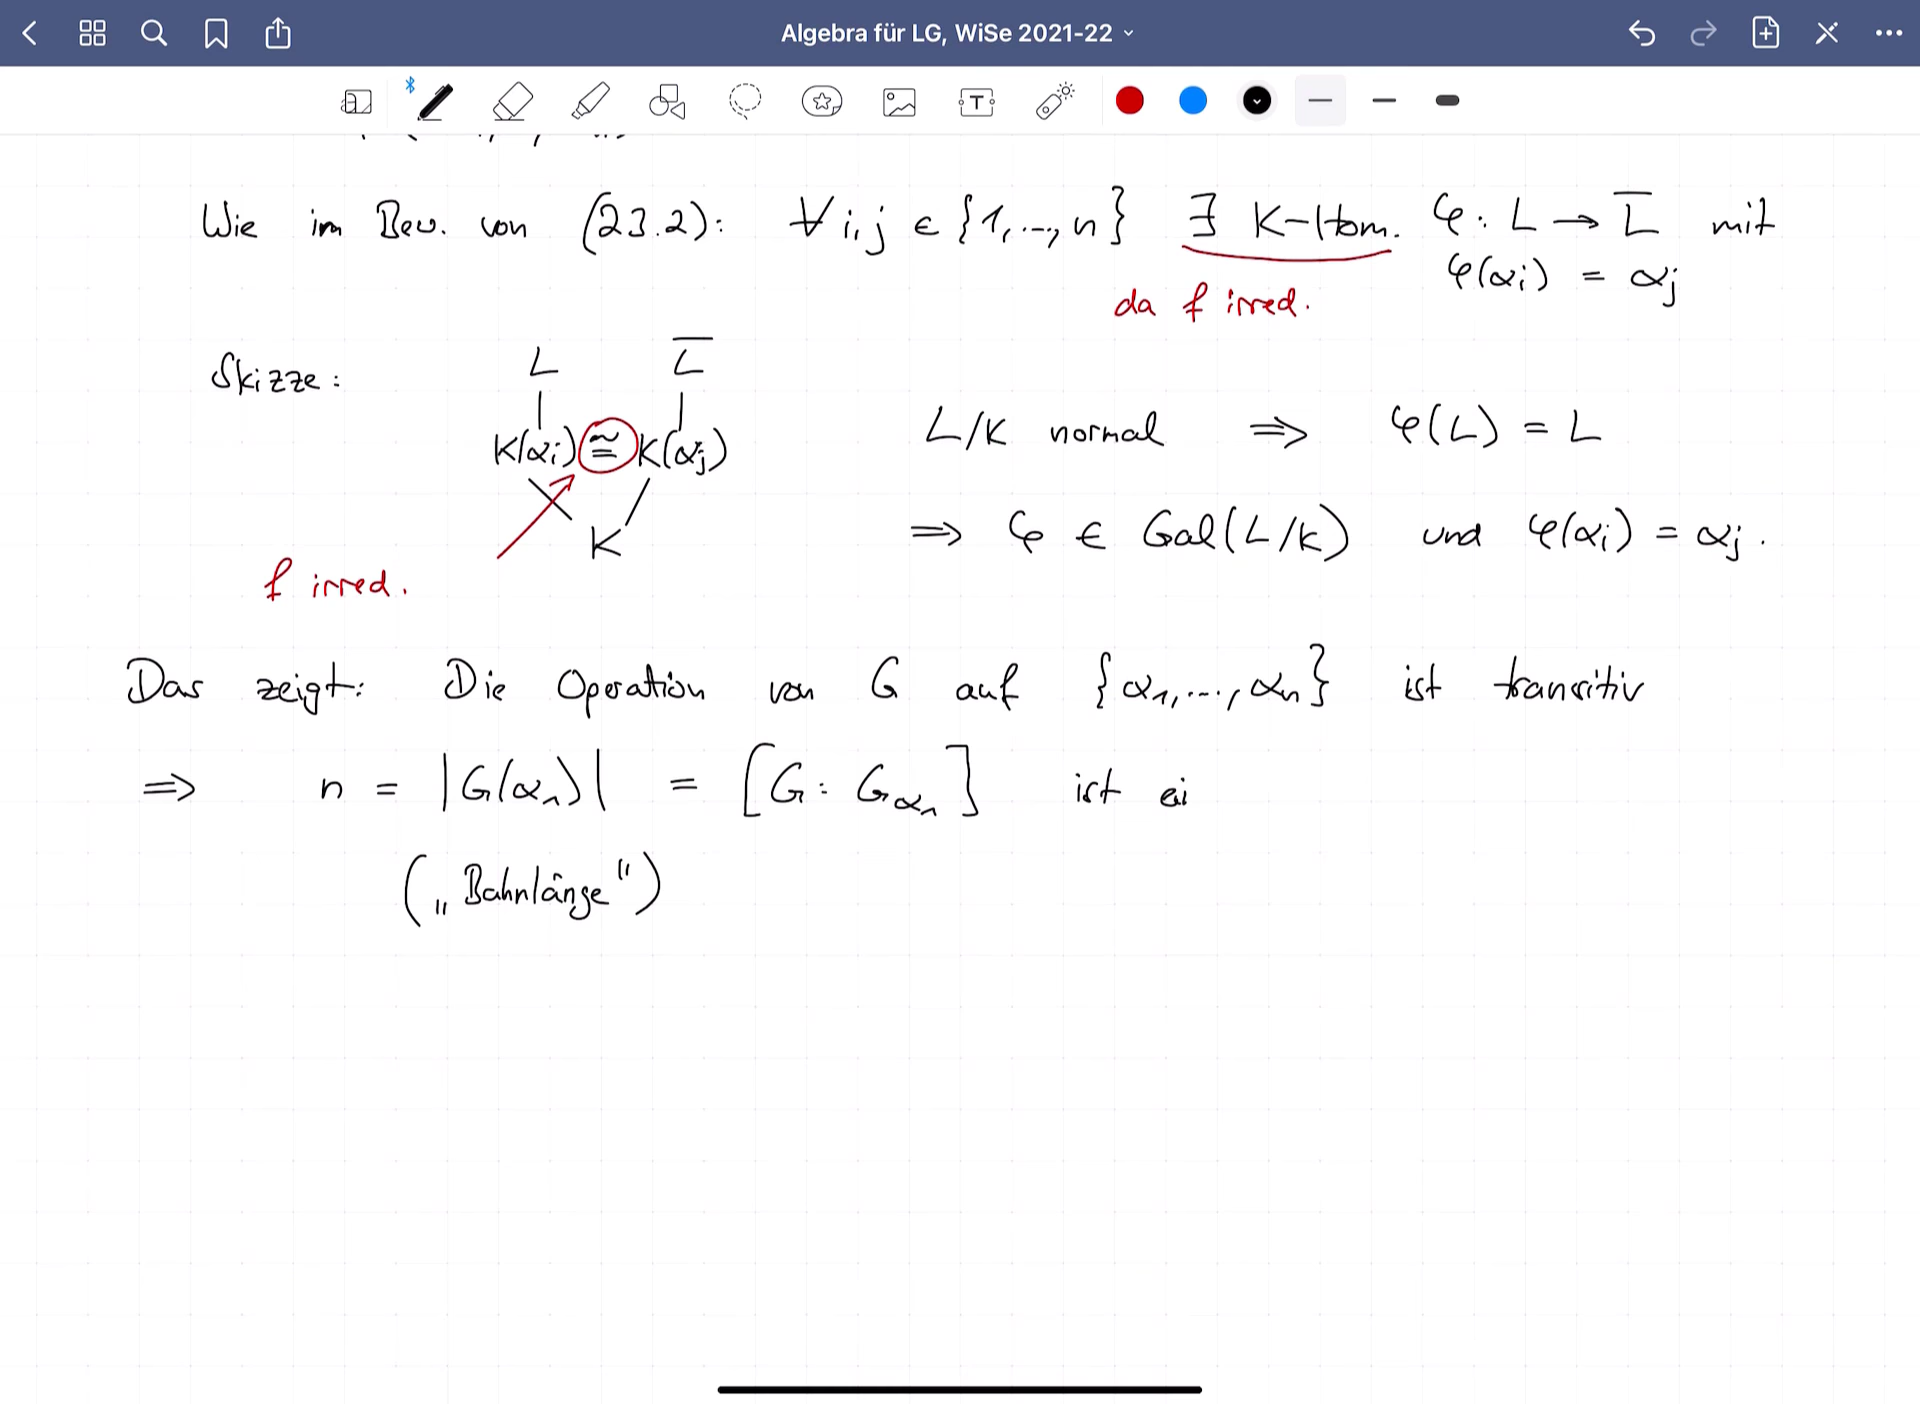 Algebra für LG, WiSe 2021-22
Wie im Bew. von (23.2): ∀ i,j ∈ {1,...,n} ∃ K-Hom. φ: L → L̅ mit
φ(αi) = αj
da f irred.
Skizze:
L L̅
K(αi) ≅ K(αj)
K
f irred.
L/K normal ⇒ φ(L) = L
⇒ φ ∈ Gal(L/K) und φ(αi) = αj.
Das zeigt: Die Operation von G auf {α1,...,αn} ist transitiv
⇒ n = |G(α1)| = [G : Gα1] ist ei
(„Bahnlänge")